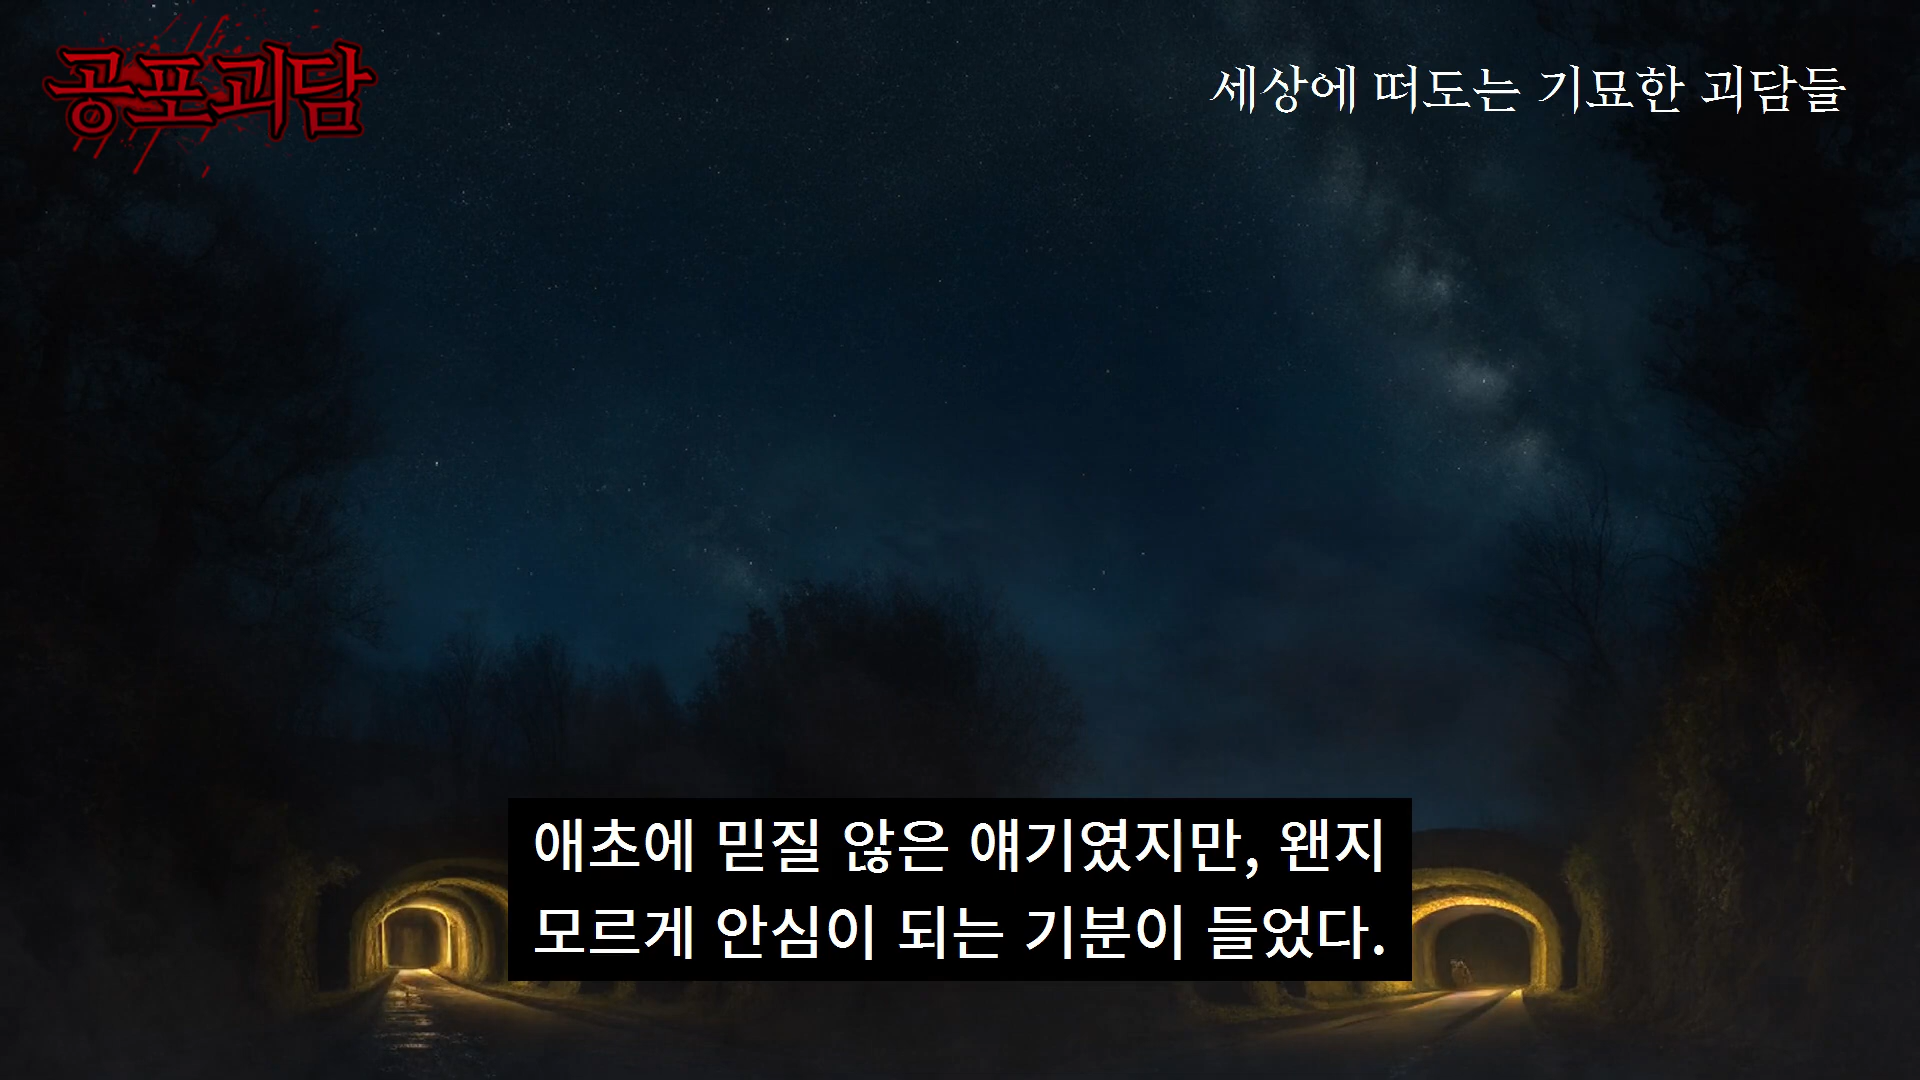 공포괴담
세상에 떠도는 기묘한 괴담들
애초에 믿질 않은 얘기였지만, 왠지
모르게 안심이 되는 기분이 들었다.